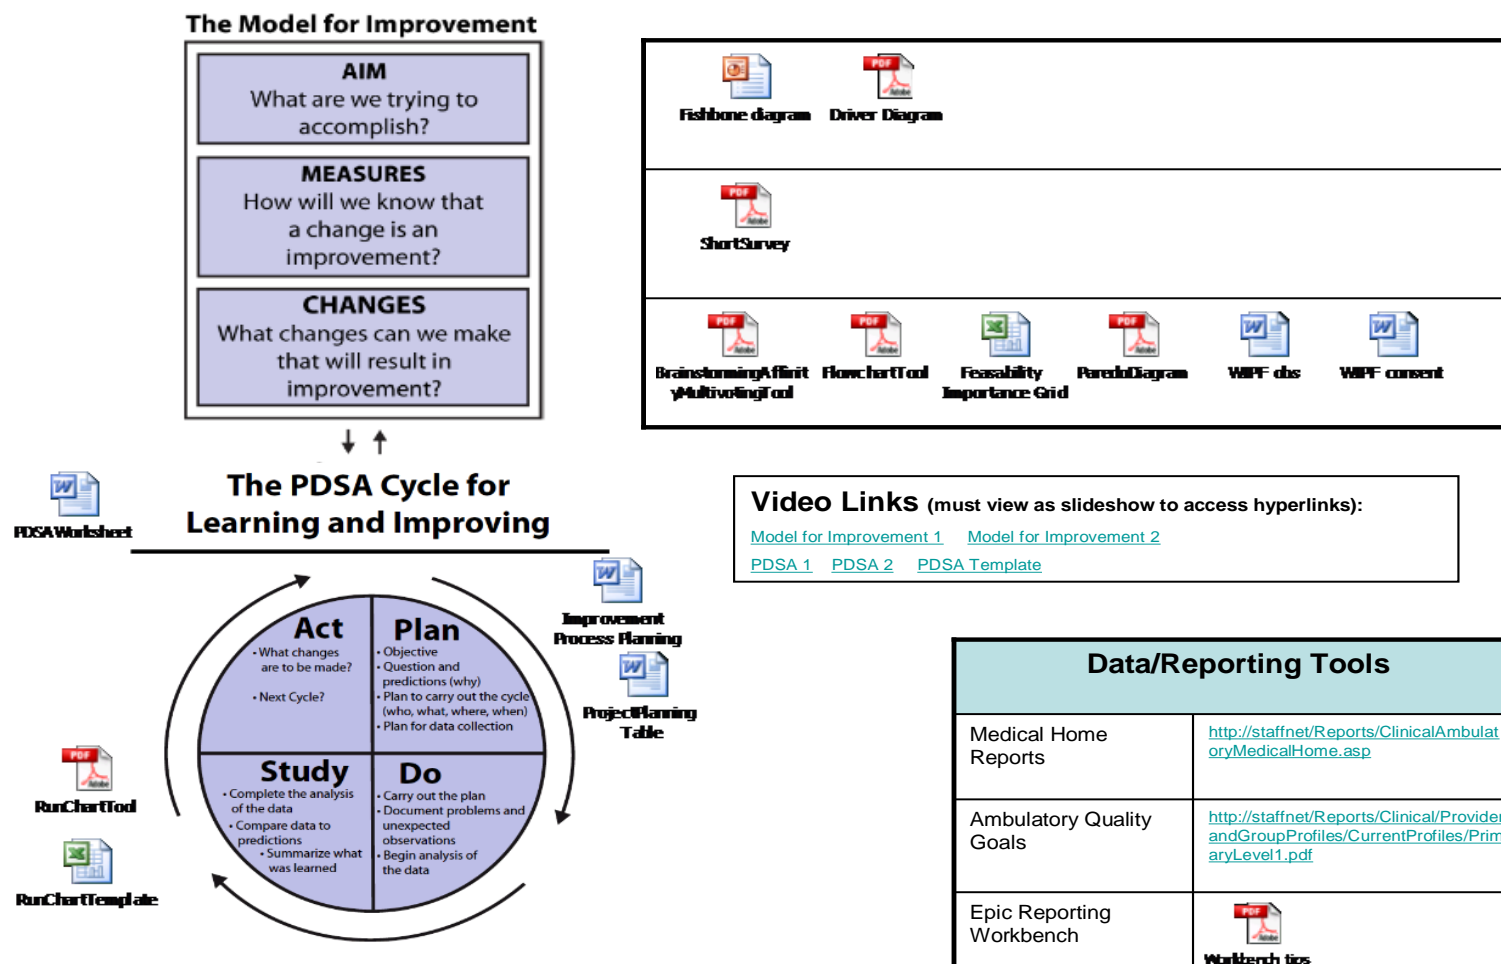 The Model for Improvement
AIM
What are we trying to
accomplish?
MEASURES
How will we know that
a change is an
improvement?
CHANGES
What changes can we make
that will result in
improvement?
Fishbone diagram
Driver Diagram
ShortSurvey
BrainstormingAffinit
yMultivotingTool
FlowchartTool
Feasability
Importance Grid
ParedoDiagram
WIPF obs
WIPF consent
The PDSA Cycle for
Learning and Improving
PDSA Worksheet
Improvement
Process Planning
ProjectPlanning
Table
RunChartTool
RunChartTemplate
Act
• What changes
are to be made?
• Next Cycle?
Plan
• Objective
• Question and
predictions (why)
• Plan to carry out the cycle
(who, what, where, when)
• Plan for data collection
Study
• Complete the analysis
of the data
• Compare data to
predictions
• Summarize what
was learned
Do
• Carry out the plan
• Document problems and
unexpected
observations
• Begin analysis of
the data
Video Links (must view as slideshow to access hyperlinks):
Model for Improvement 1 Model for Improvement 2
PDSA 1 PDSA 2 PDSA Template
Data/Reporting Tools
Medical Home
Reports
http://staffnet/Reports/ClinicalAmbulat
oryMedicalHome.asp
Ambulatory Quality
Goals
http://staffnet/Reports/Clinical/Provider
andGroupProfiles/CurrentProfiles/Prim
aryLevel1.pdf
Epic Reporting
Workbench
Workbench tips